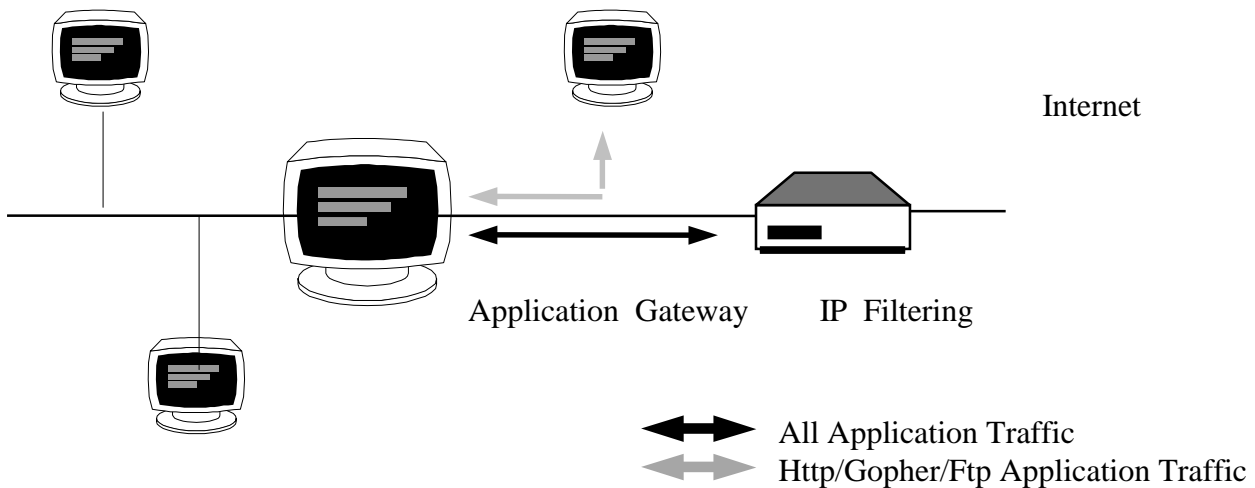 Internet
Application Gateway
IP Filtering
All Application Traffic
Http/Gopher/Ftp Application Traffic